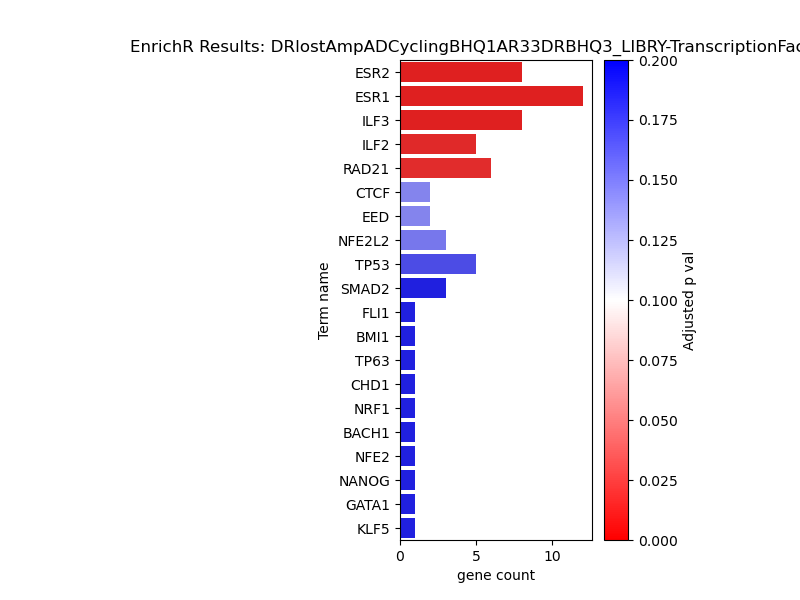 EnrichR Results: DRlostAmpADCyclingBHQ1AR33DRBHQ3_LIBRY-TranscriptionFac
ESR2
ESR1
ILF3
ILF2
RAD21
CTCF
EED
NFE2L2
TP53
SMAD2
FLI1
BMI1
TP63
CHD1
NRF1
BACH1
NFE2
NANOG
GATA1
KLF5
Term name
0 5 10
gene count
0.200
0.175
0.150
0.125
0.100
0.075
0.050
0.025
0.000
Adjusted p val